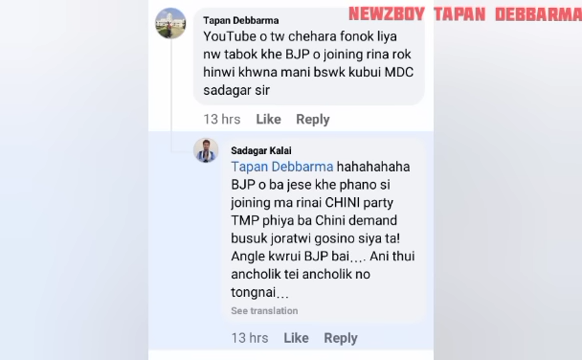 NEWZBOY TAPAN DEBBARMA
Tapan Debbarma
YouTube o tw chehara fonok liya
nw tabok khe BJP o joining rina rok
hinwi khwna mani bswk kubui MDC
sadagar sir
13 hrs Like Reply
Sadagar Kalai
Tapan Debbarma hahahahaha
BJP o ba jese khe phano si
joining ma rinai CHINI party
TMP phiya ba Chini demand
busuk joratwi gosino siya ta!
Angle kwrui BJP bai.... Ani thui
ancholik tei ancholik no
tongnai...
See translation
13 hrs Like Reply